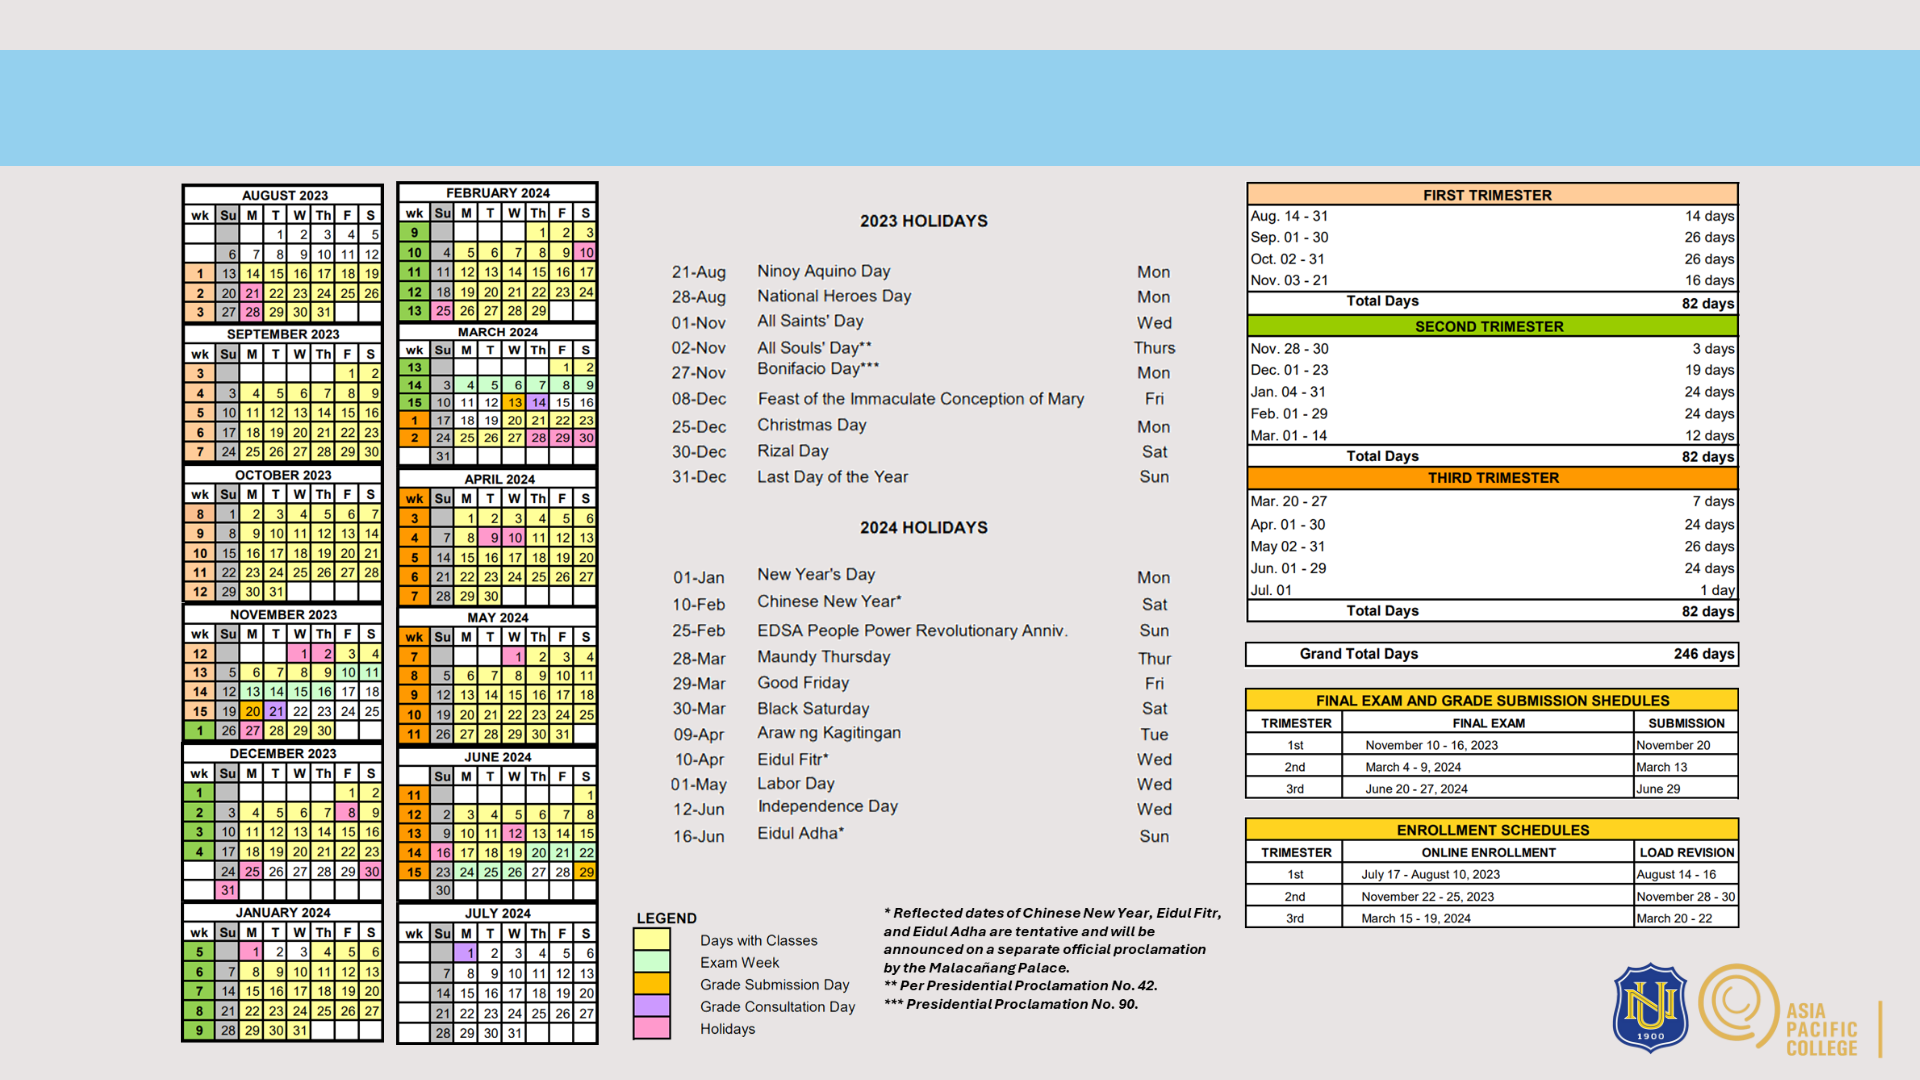 AUGUST 2023
wk Su M T W Th F S
1 2 3 4 5
6 7 8 9 10 11 12
1 13 14 15 16 17 18 19
2 20 21 22 23 24 25 26
3 27 28 29 30 31
SEPTEMBER 2023
wk Su M T W Th F S
3 1 2
4 3 4 5 6 7 8 9
5 10 11 12 13 14 15 16
6 17 18 19 20 21 22 23
7 24 25 26 27 28 29 30
OCTOBER 2023
wk Su M T W Th F S
8 1 2 3 4 5 6 7
9 8 9 10 11 12 13 14
10 15 16 17 18 19 20 21
11 22 23 24 25 26 27 28
12 29 30 31
NOVEMBER 2023
wk Su M T W Th F S
12 1 2 3 4
13 5 6 7 8 9 10 11
14 12 13 14 15 16 17 18
15 19 20 21 22 23 24 25
1 26 27 28 29 30
DECEMBER 2023
wk Su M T W Th F S
1 1 2
2 3 4 5 6 7 8 9
3 10 11 12 13 14 15 16
4 17 18 19 20 21 22 23
24 25 26 27 28 29 30
31
JANUARY 2024
wk Su M T W Th F S
5 1 2 3 4 5 6
6 7 8 9 10 11 12 13
7 14 15 16 17 18 19 20
8 21 22 23 24 25 26 27
9 28 29 30 31
FEBRUARY 2024
wk Su M T W Th F S
9 1 2 3
10 4 5 6 7 8 9 10
11 11 12 13 14 15 16 17
12 18 19 20 21 22 23 24
13 25 26 27 28 29
MARCH 2024
wk Su M T W Th F S
13 1 2
14 3 4 5 6 7 8 9
15 10 11 12 13 14 15 16
1 17 18 19 20 21 22 23
2 24 25 26 27 28 29 30
31
APRIL 2024
wk Su M T W Th F S
3 1 2 3 4 5 6
4 7 8 9 10 11 12 13
5 14 15 16 17 18 19 20
6 21 22 23 24 25 26 27
7 28 29 30
MAY 2024
wk Su M T W Th F S
7 1 2 3 4
8 5 6 7 8 9 10 11
9 12 13 14 15 16 17 18
10 19 20 21 22 23 24 25
11 26 27 28 29 30 31
JUNE 2024
Su M T W Th F S
11 1
12 2 3 4 5 6 7 8
13 9 10 11 12 13 14 15
14 16 17 18 19 20 21 22
15 23 24 25 26 27 28 29
30
JULY 2024
wk Su M T W Th F S
1 2 3 4 5 6
7 8 9 10 11 12 13
14 15 16 17 18 19 20
21 22 23 24 25 26 27
28 29 30 31
2023 HOLIDAYS
21-Aug Ninoy Aquino Day Mon
28-Aug National Heroes Day Mon
01-Nov All Saints' Day Wed
02-Nov All Souls' Day** Thurs
27-Nov Bonifacio Day*** Mon
08-Dec Feast of the Immaculate Conception of Mary Fri
25-Dec Christmas Day Mon
30-Dec Rizal Day Sat
31-Dec Last Day of the Year Sun
2024 HOLIDAYS
01-Jan New Year's Day Mon
10-Feb Chinese New Year* Sat
25-Feb EDSA People Power Revolutionary Anniv. Sun
28-Mar Maundy Thursday Thur
29-Mar Good Friday Fri
30-Mar Black Saturday Sat
09-Apr Araw ng Kagitingan Tue
10-Apr Eidul Fitr* Wed
01-May Labor Day Wed
12-Jun Independence Day Wed
16-Jun Eidul Adha* Sun
LEGEND
Days with Classes
Exam Week
Grade Submission Day
Grade Consultation Day
Holidays
* Reflected dates of Chinese New Year, Eidul Fitr,
and Eidul Adha are tentative and will be
announced on a separate official proclamation
by the Malacañang Palace.
** Per Presidential Proclamation No. 42.
*** Presidential Proclamation No. 90.
FIRST TRIMESTER
Aug. 14 - 31 14 days
Sep. 01 - 30 26 days
Oct. 02 - 31 26 days
Nov. 03 - 21 16 days
Total Days 82 days
SECOND TRIMESTER
Nov. 28 - 30 3 days
Dec. 01 - 23 19 days
Jan. 04 - 31 24 days
Feb. 01 - 29 24 days
Mar. 01 - 14 12 days
Total Days 82 days
THIRD TRIMESTER
Mar. 20 - 27 7 days
Apr. 01 - 30 24 days
May 02 - 31 26 days
Jun. 01 - 29 24 days
Jul. 01 1 day
Total Days 82 days
Grand Total Days 246 days
FINAL EXAM AND GRADE SUBMISSION SHEDULES
TRIMESTER FINAL EXAM SUBMISSION
1st November 10 - 16, 2023 November 20
2nd March 4 - 9, 2024 March 13
3rd June 20 - 27, 2024 June 29
ENROLLMENT SCHEDULES
TRIMESTER ONLINE ENROLLMENT LOAD REVISION
1st July 17 - August 10, 2023 August 14 - 16
2nd November 22 - 25, 2023 November 28 - 30
3rd March 15 - 19, 2024 March 20 - 22
NU
1900
ASIA
PACIFIC
COLLEGE